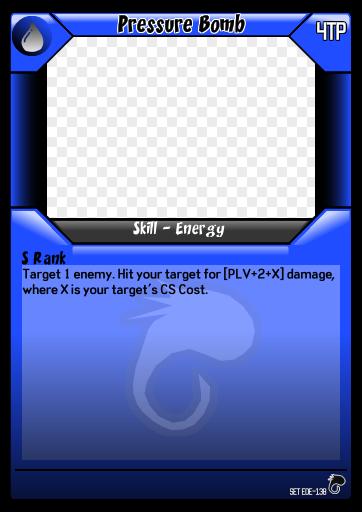 Pressure Bomb
4TP
Skill - Energy
S Rank
Target 1 enemy. Hit your target for [PLV+2+X] damage,
where X is your target's CS Cost.
SET EOE-138